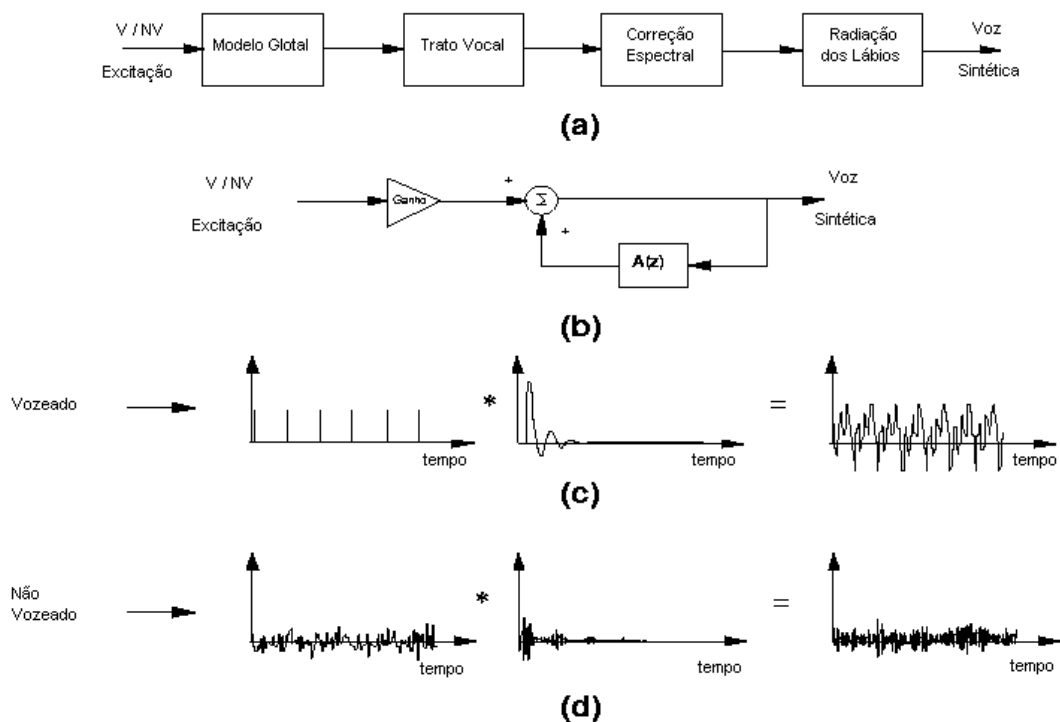 V / NV
Excitação
Modelo Glotal
Trato Vocal
Correção
Espectral
Radiação
dos Lábios
Voz
Sintética
(a)
V / NV
Excitação
Ganho
+
Σ
+
A(z)
Voz
Sintética
(b)
Vozeado
tempo
*
tempo
=
tempo
(c)
Não
Vozeado
tempo
*
tempo
=
tempo
(d)